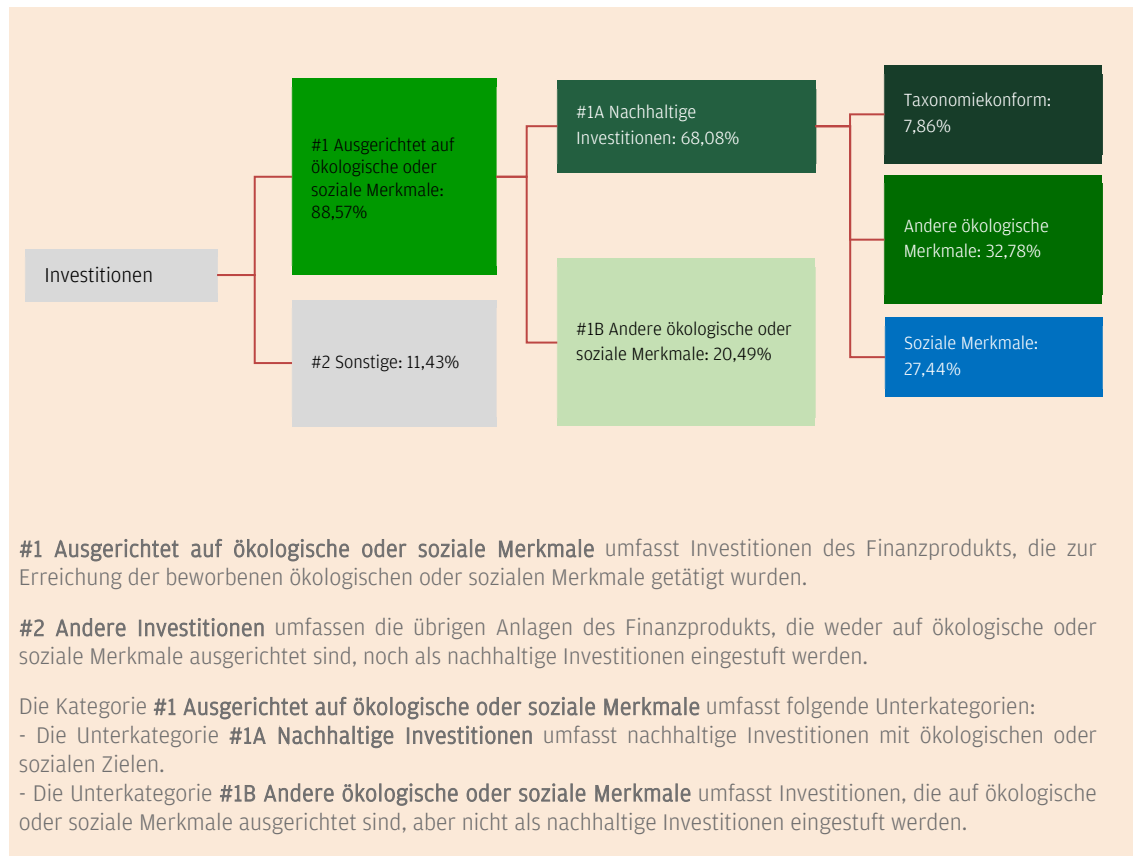 Investitionen
#1 Ausgerichtet auf
ökologische oder
soziale Merkmale:
88,57%
#2 Sonstige: 11,43%
#1A Nachhaltige
Investitionen: 68,08%
#1B Andere ökologische oder
soziale Merkmale: 20,49%
Taxonomiekonform:
7,86%
Andere ökologische
Merkmale: 32,78%
Soziale Merkmale:
27,44%
#1 Ausgerichtet auf ökologische oder soziale Merkmale umfasst Investitionen des Finanzprodukts, die zur
Erreichung der beworbenen ökologischen oder sozialen Merkmale getätigt wurden.
#2 Andere Investitionen umfassen die übrigen Anlagen des Finanzprodukts, die weder auf ökologische oder
soziale Merkmale ausgerichtet sind, noch als nachhaltige Investitionen eingestuft werden.
Die Kategorie #1 Ausgerichtet auf ökologische oder soziale Merkmale umfasst folgende Unterkategorien:
- Die Unterkategorie #1A Nachhaltige Investitionen umfasst nachhaltige Investitionen mit ökologischen oder
sozialen Zielen.
- Die Unterkategorie #1B Andere ökologische oder soziale Merkmale umfasst Investitionen, die auf ökologische
oder soziale Merkmale ausgerichtet sind, aber nicht als nachhaltige Investitionen eingestuft werden.